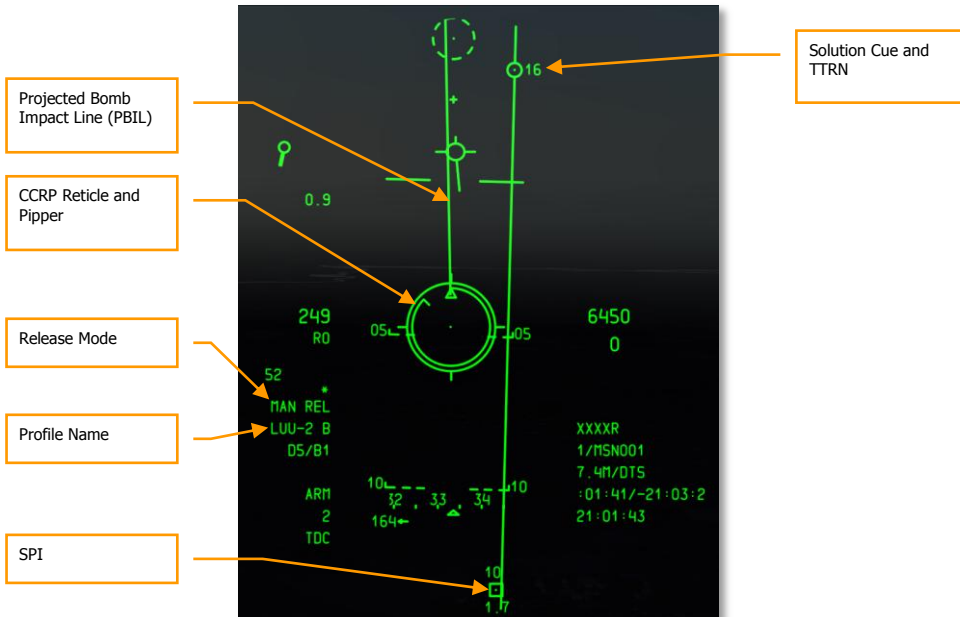 Solution Cue and
TTRN
16
Projected Bomb
Impact Line (PBIL)
CCRP Reticle and
Pipper
0.9
249
6450
R0
05
05
0
Release Mode
52
*
MAN REL
Profile Name
LUU-2 B
XXXXR
D5/B1
1/MSN001
7.4M/DTS
10
10
ARM
32 . 33 . 34
:01:41/-21:03:2
2
164←
21:01:43
TDC
SPI
10
1.7